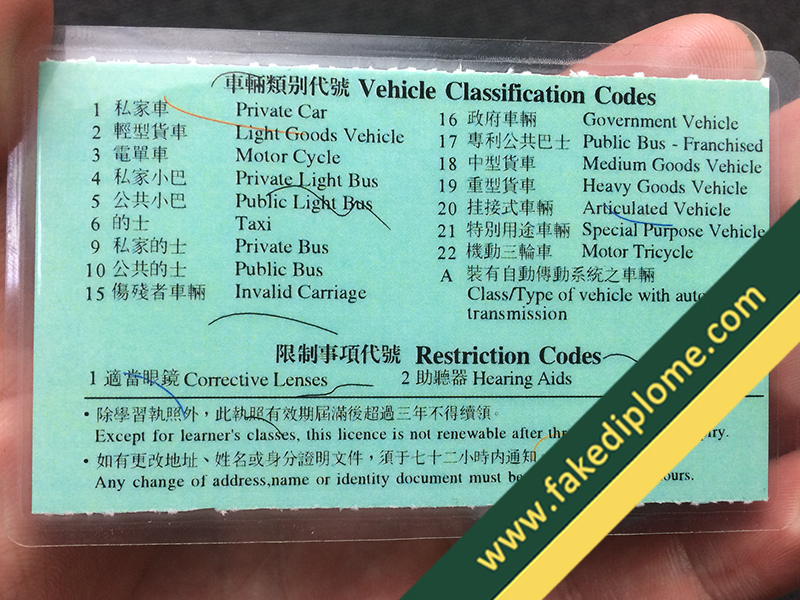 車輛類別代號 Vehicle Classification Codes
1 私家車 Private Car
2 輕型貨車 Light Goods Vehicle
3 電單車 Motor Cycle
4 私家小巴 Private Light Bus
5 公共小巴 Public Light Bus
6 的士 Taxi
9 私家的士 Private Bus
10 公共的士 Public Bus
15 傷殘者車輛 Invalid Carriage
16 政府車輛 Government Vehicle
17 專利公共巴士 Public Bus - Franchised
18 中型貨車 Medium Goods Vehicle
19 重型貨車 Heavy Goods Vehicle
20 挂接式車輛 Articulated Vehicle
21 特別用途車輛 Special Purpose Vehicle
22 機動三輪車 Motor Tricycle
A 裝有自動傳動系統之車輛
Class/Type of vehicle with
transmission
限制事項代號 Restriction Codes
1 適當眼鏡 Corrective Lenses 2 助聽器 Hearing Aids
• 除學習執照外，此執照有效期屆滿後超過三年不得續領。
Except for learner's classes, this licence is not renewable after
• 如有更改地址、姓名或身分證明文件，須于七十二小時內通知
Any change of address,name or identity document must
www.fakediplome.com